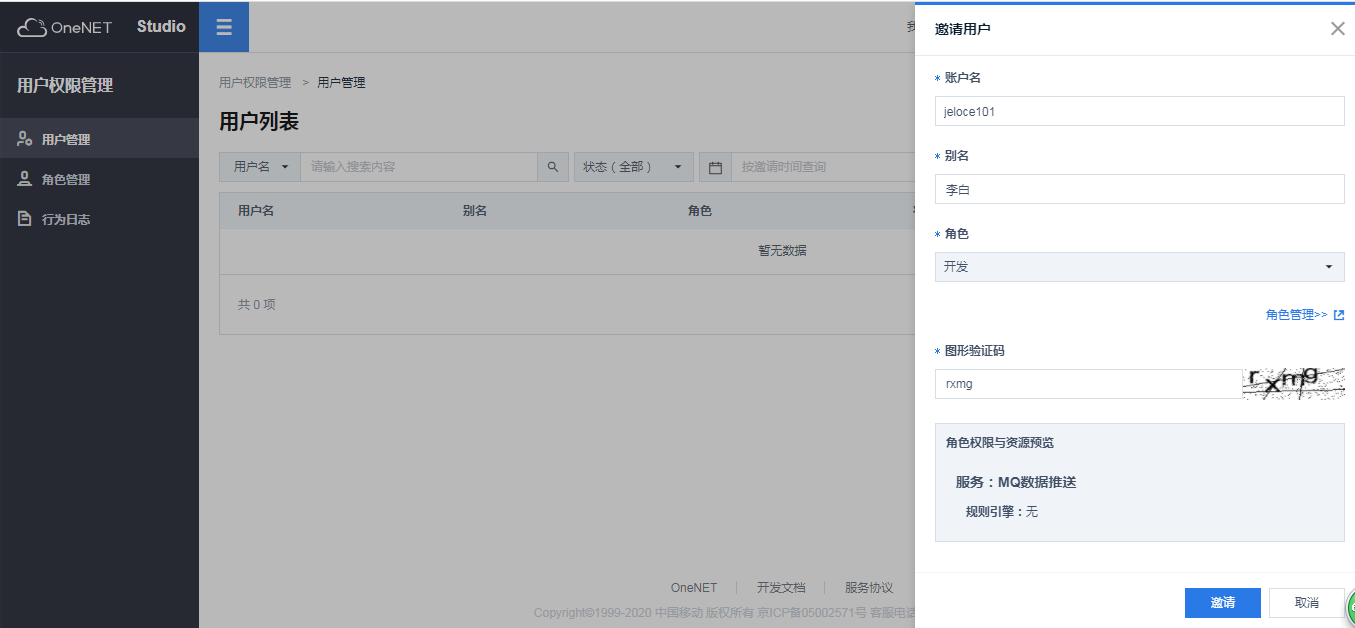 OneNET Studio
用户权限管理
用户管理
角色管理
行为日志
用户权限管理 > 用户管理
用户列表
用户名 请输入搜索内容 状态（全部） 按邀请时间查询
用户名 别名 角色
暂无数据
共 0 项
OneNET 开发文档 服务协议
Copyright©1999-2020 中国移动 版权所有 京ICP备05002571号 客服电话
邀请用户
* 账户名
jeloce101
* 别名
李白
* 角色
开发
角色管理>>
* 图形验证码
rxmg rxmg
角色权限与资源预览
服务：MQ数据推送
规则引擎：无
邀请 取消